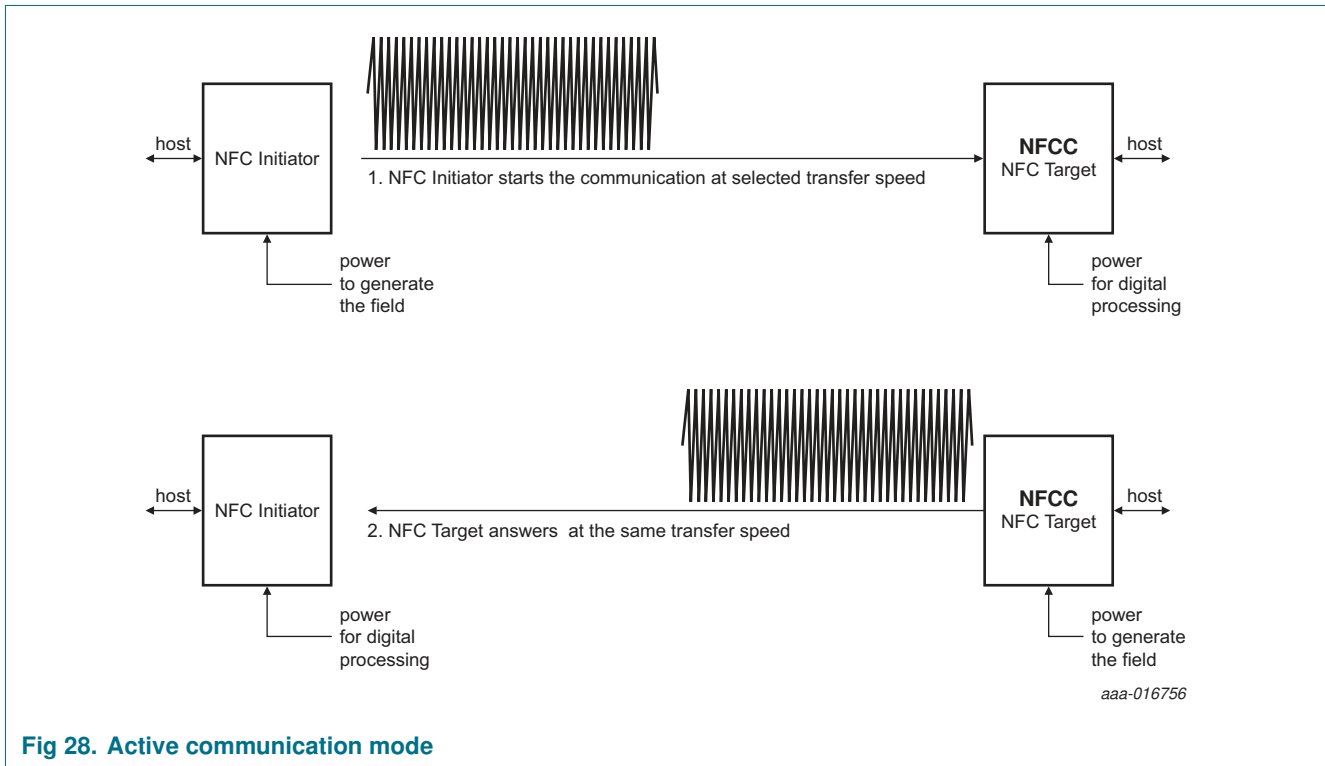 host
NFC Initiator
1. NFC Initiator starts the communication at selected transfer speed
NFCC
NFC Target
host
power
to generate
the field
power
for digital
processing
host
NFC Initiator
2. NFC Target answers  at the same transfer speed
NFCC
NFC Target
host
power
for digital
processing
power
to generate
the field
aaa-016756
Fig 28. Active communication mode